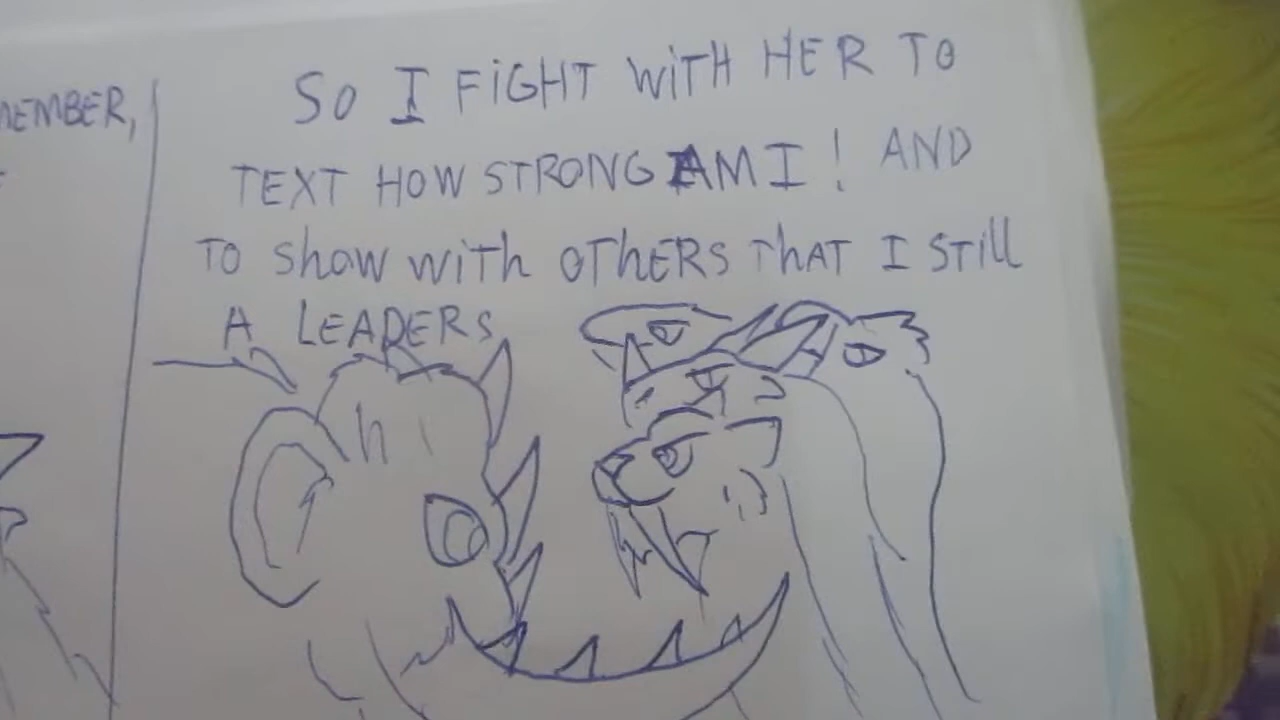 MEMBER,
SO I FiGHT WiTH HER TO
TEXT HOW STRONG AM I ! AND
TO show with OThERS ThAT I STill
A LEADERS